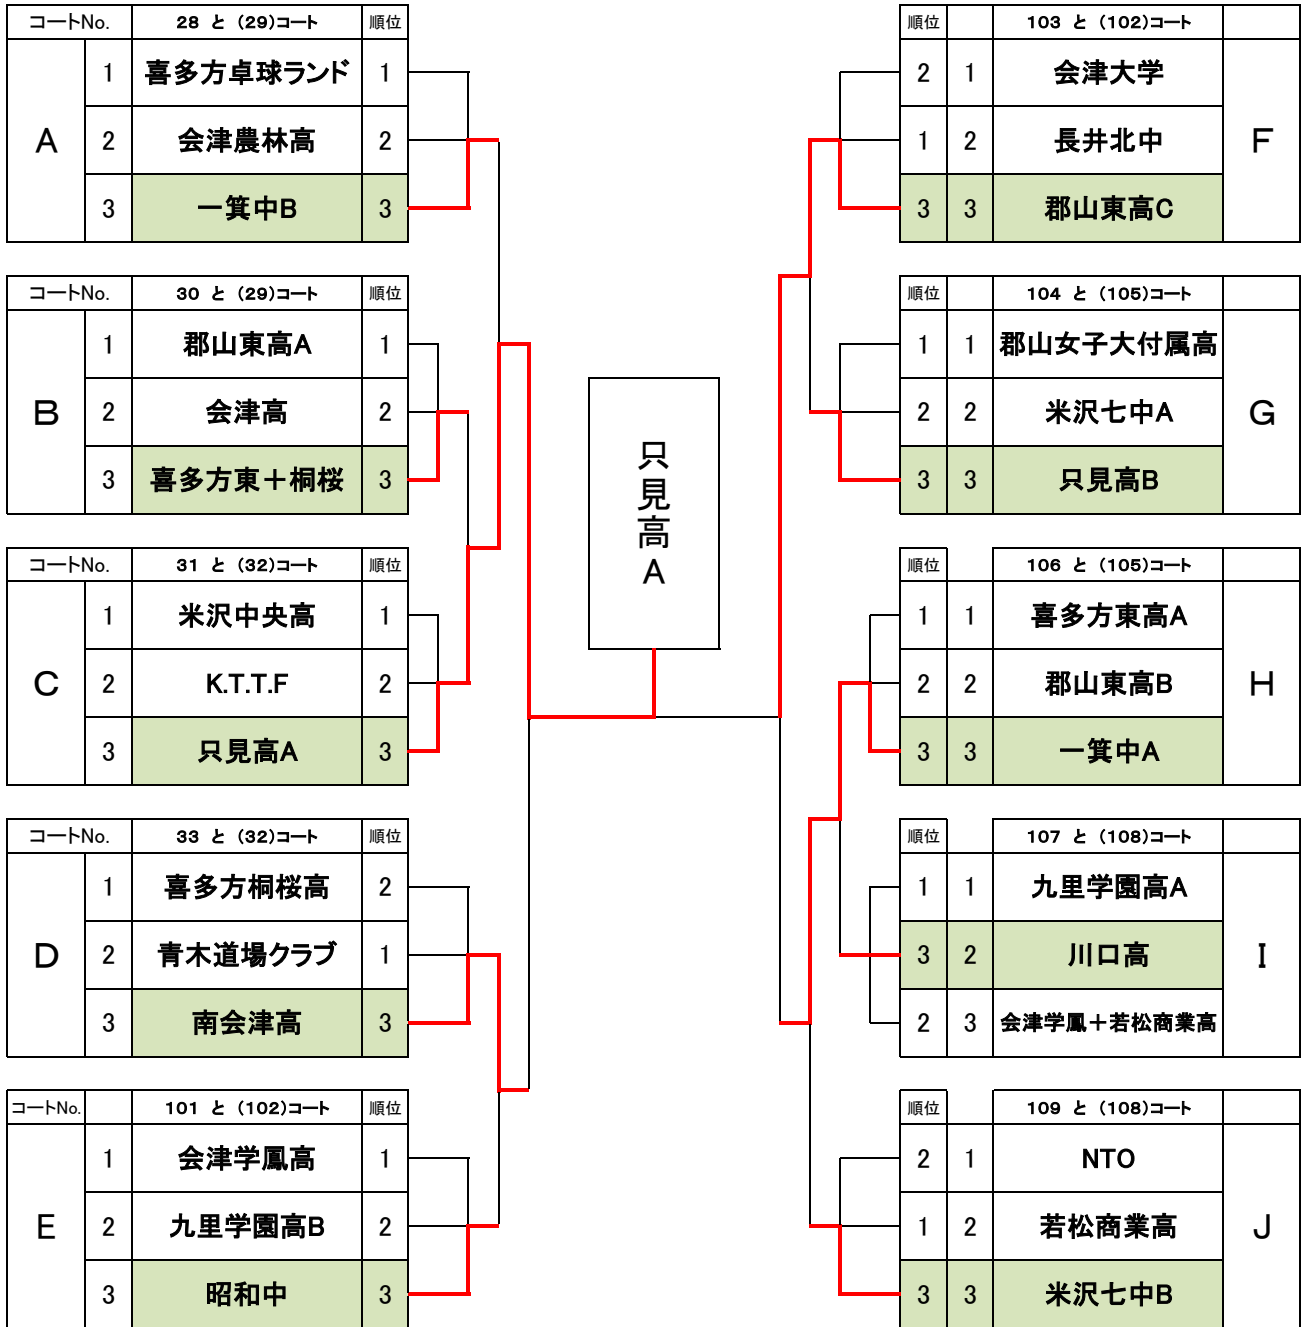 コートNo. 28 と (29)コート 順位
A
1 喜多方卓球ランド 1
2 会津農林高 2
3 一箕中B 3
コートNo. 30 と (29)コート 順位
B
1 郡山東高A 1
2 会津高 2
3 喜多方東＋桐桜 3
コートNo. 31 と (32)コート 順位
C
1 米沢中央高 1
2 K.T.T.F 2
3 只見高A 3
コートNo. 33 と (32)コート 順位
D
1 喜多方桐桜高 2
2 青木道場クラブ 1
3 南会津高 3
コートNo. 101 と (102)コート 順位
E
1 会津学鳳高 1
2 九里学園高B 2
3 昭和中 3
只見高A
順位 103 と (102)コート
F
2 1 会津大学
1 2 長井北中
3 3 郡山東高C
順位 104 と (105)コート
G
1 1 郡山女子大付属高
2 2 米沢七中A
3 3 只見高B
順位 106 と (105)コート
H
1 1 喜多方東高A
2 2 郡山東高B
3 3 一箕中A
順位 107 と (108)コート
I
1 1 九里学園高A
3 2 川口高
2 3 会津学鳳＋若松商業高
順位 109 と (108)コート
J
2 1 NTO
1 2 若松商業高
3 3 米沢七中B